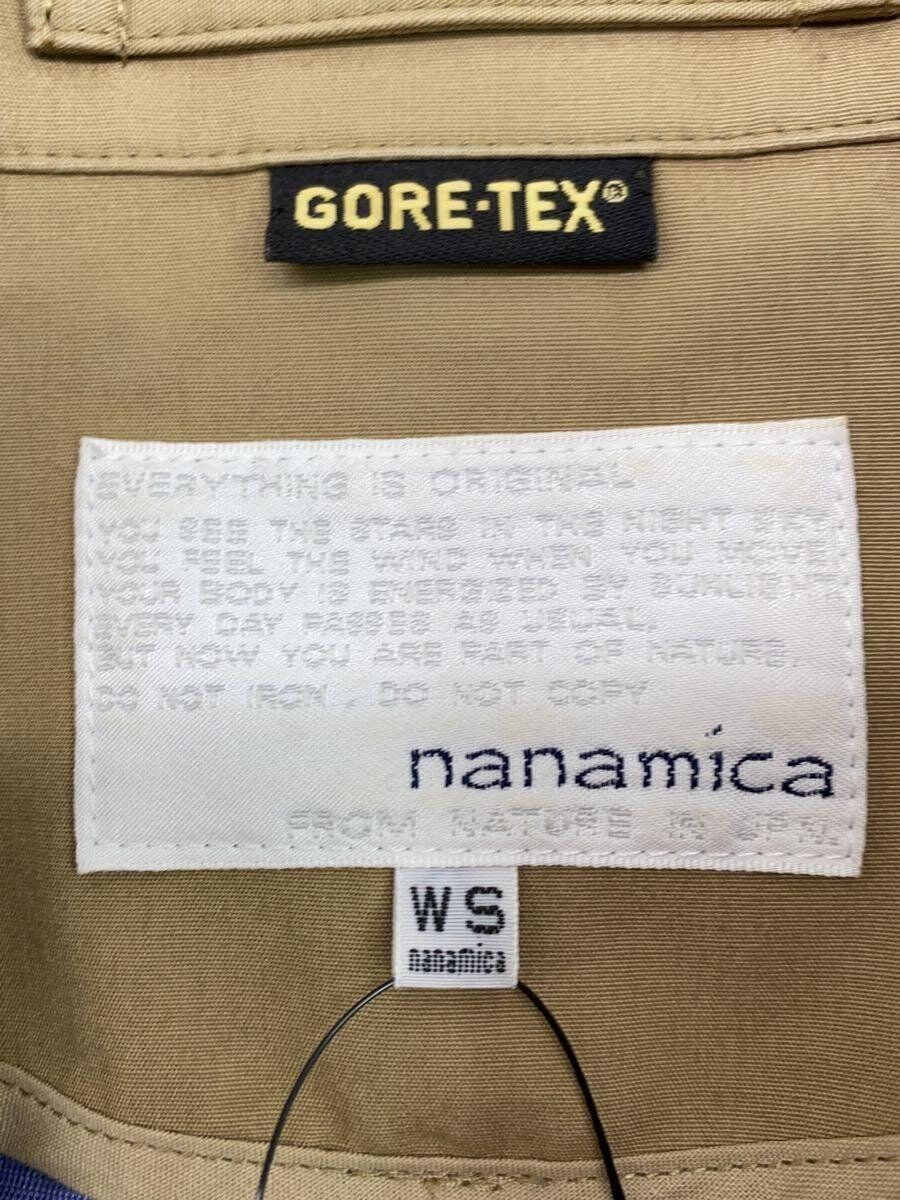 GORE-TEX®
EVERYTHING IS ORIGINAL
YOU SEE THE STARS IN THE NIGHT SKY.
YOU FEEL THE WIND WHEN YOU MOVE.
YOUR BODY IS ENERGIZED BY SUNLIGHT.
EVERY DAY PASSES AS USUAL.
BUT NOW YOU ARE PART OF NATURE.
DO NOT IRON , DO NOT COPY
nanamica
FROM NATURE IN JPN.
WS
nanamica